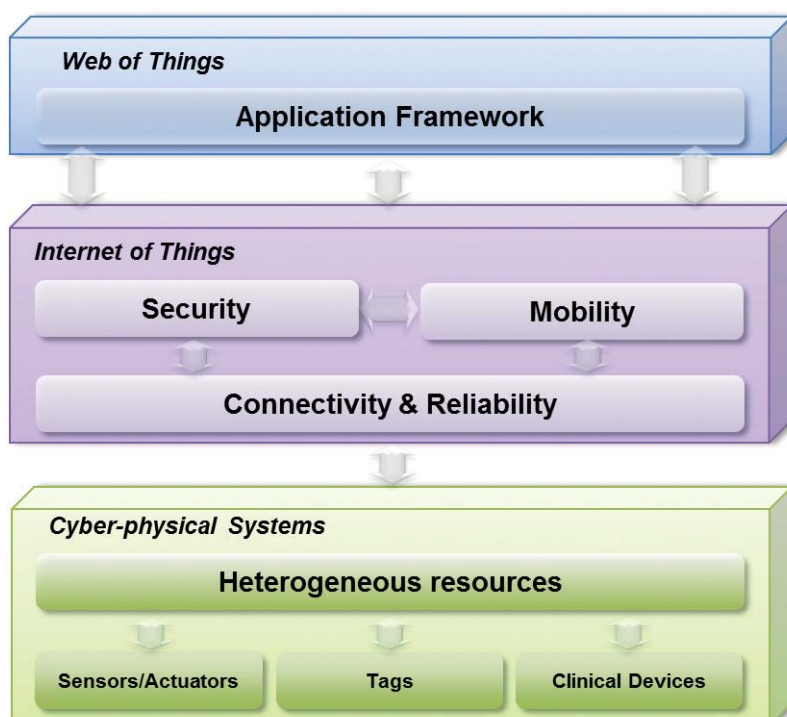 Web of Things
Application Framework
Internet of Things
Security
Mobility
Connectivity & Reliability
Cyber-physical Systems
Heterogeneous resources
Sensors/Actuators
Tags
Clinical Devices